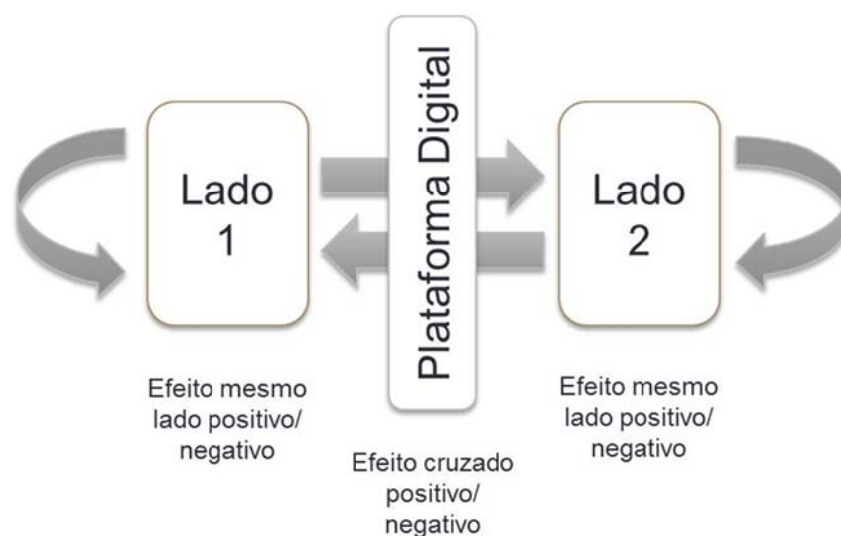 Lado
1
Plataforma Digital
Lado
2
Efeito mesmo
lado positivo/
negativo
Efeito cruzado
positivo/
negativo
Efeito mesmo
lado positivo/
negativo